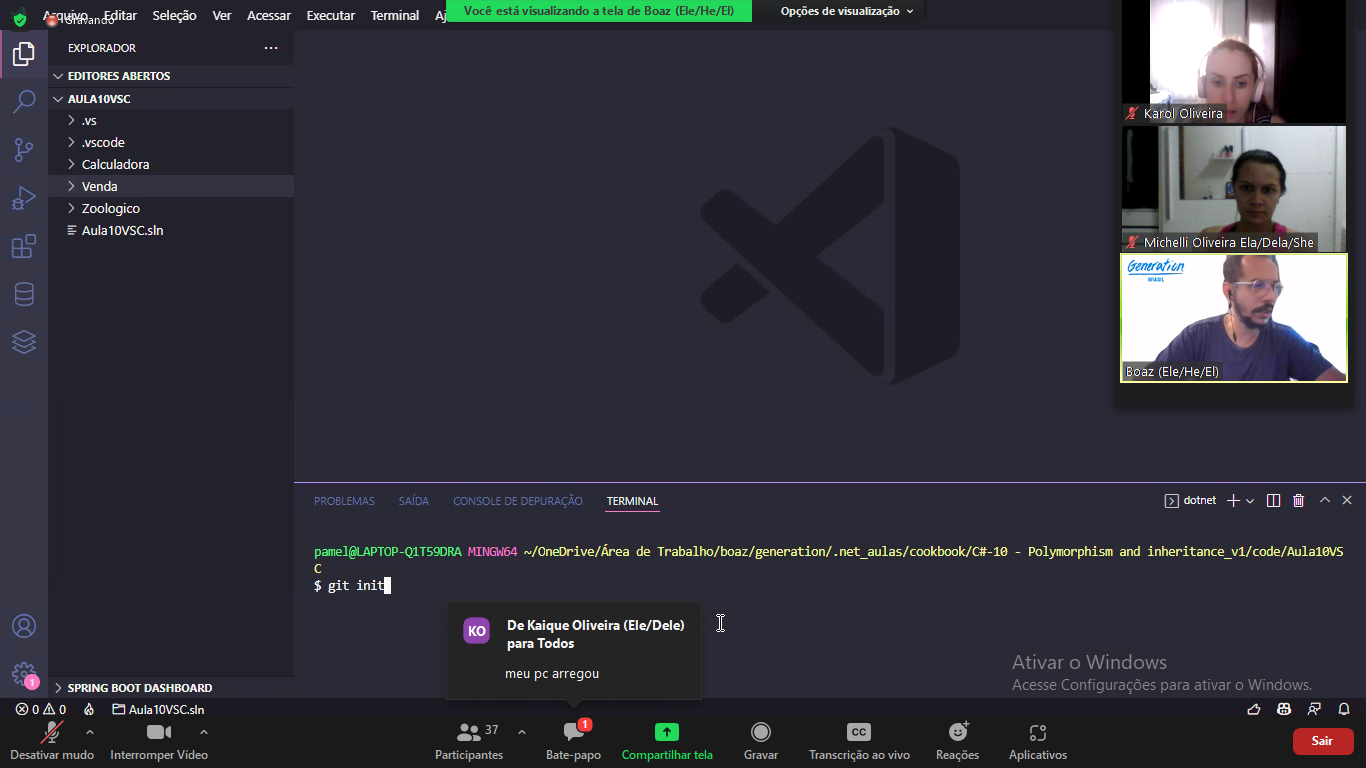 Arquivo Editar Seleção Ver Acessar Executar Terminal
Gravando
Você está visualizando a tela de Boaz (Ele/He/El)
Opções de visualização
EXPLORADOR
EDITORES ABERTOS
AULA10VSC
.vs
.vscode
Calculadora
Venda
Zoologico
Aula10VSC.sln
Karol Oliveira
Michelli Oliveira Ela/Dela/She
Generation
BRASIL
Boaz (Ele/He/El)
PROBLEMAS SAÍDA CONSOLE DE DEPURAÇÃO TERMINAL
dotnet
pamel@LAPTOP-Q1T59DRA MINGW64 ~/OneDrive/Área de Trabalho/boaz/generation/.net_aulas/cookbook/C#-10 - Polymorphism and inheritance_v1/code/Aula10VS
C
$ git init
KO
De Kaique Oliveira (Ele/Dele)
para Todos
meu pc arregou
Ativar o Windows
Acesse Configurações para ativar o Windows.
1
SPRING BOOT DASHBOARD
0 0 Aula10VSC.sln
37
1
CC
Desativar mudo
Interromper Vídeo
Participantes
Bate-papo
Compartilhar tela
Gravar
Transcrição ao vivo
Reações
Aplicativos
Sair